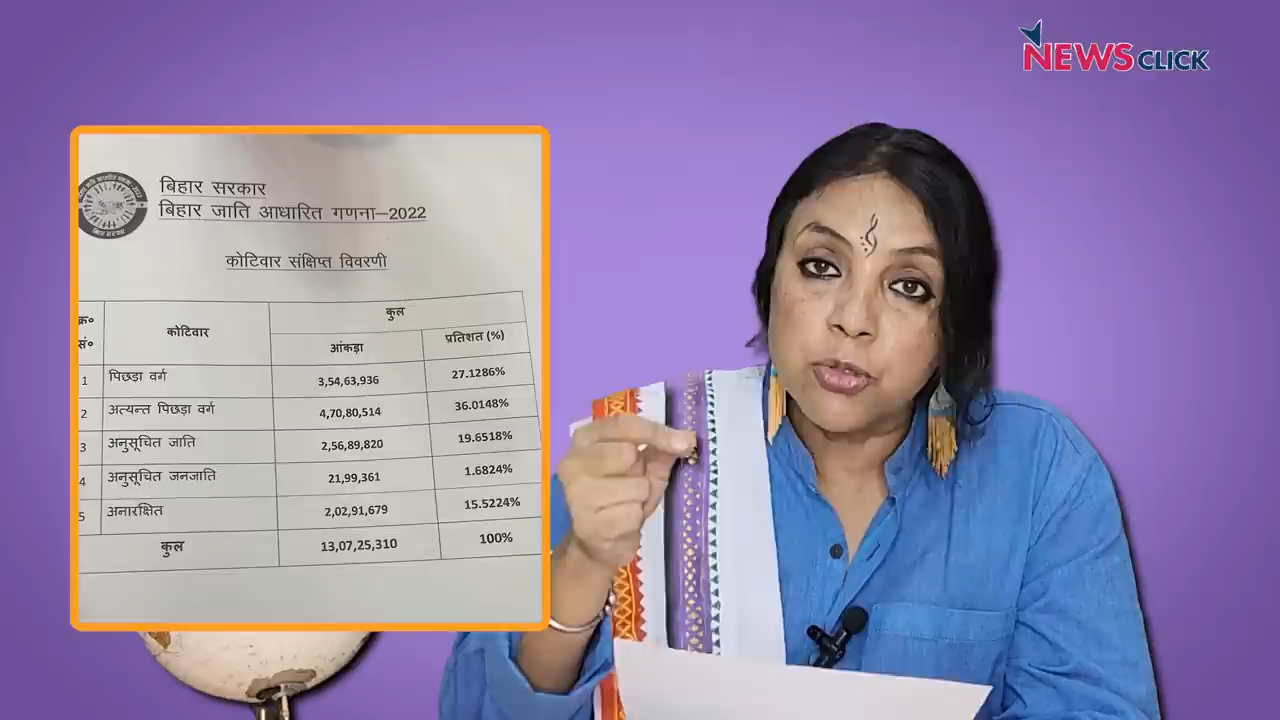 NEWSCLICK
बिहार सरकार
बिहार जाति आधारित गणना–2022
कोटिवार संक्षिप्त विवरणी
क्र० सं० कोटिवार कुल
आंकड़ा प्रतिशत (%)
1 पिछड़ा वर्ग 3,54,63,936 27.1286%
2 अत्यन्त पिछड़ा वर्ग 4,70,80,514 36.0148%
3 अनुसूचित जाति 2,56,89,820 19.6518%
4 अनुसूचित जनजाति 21,99,361 1.6824%
5 अनारक्षित 2,02,91,679 15.5224%
कुल 13,07,25,310 100%